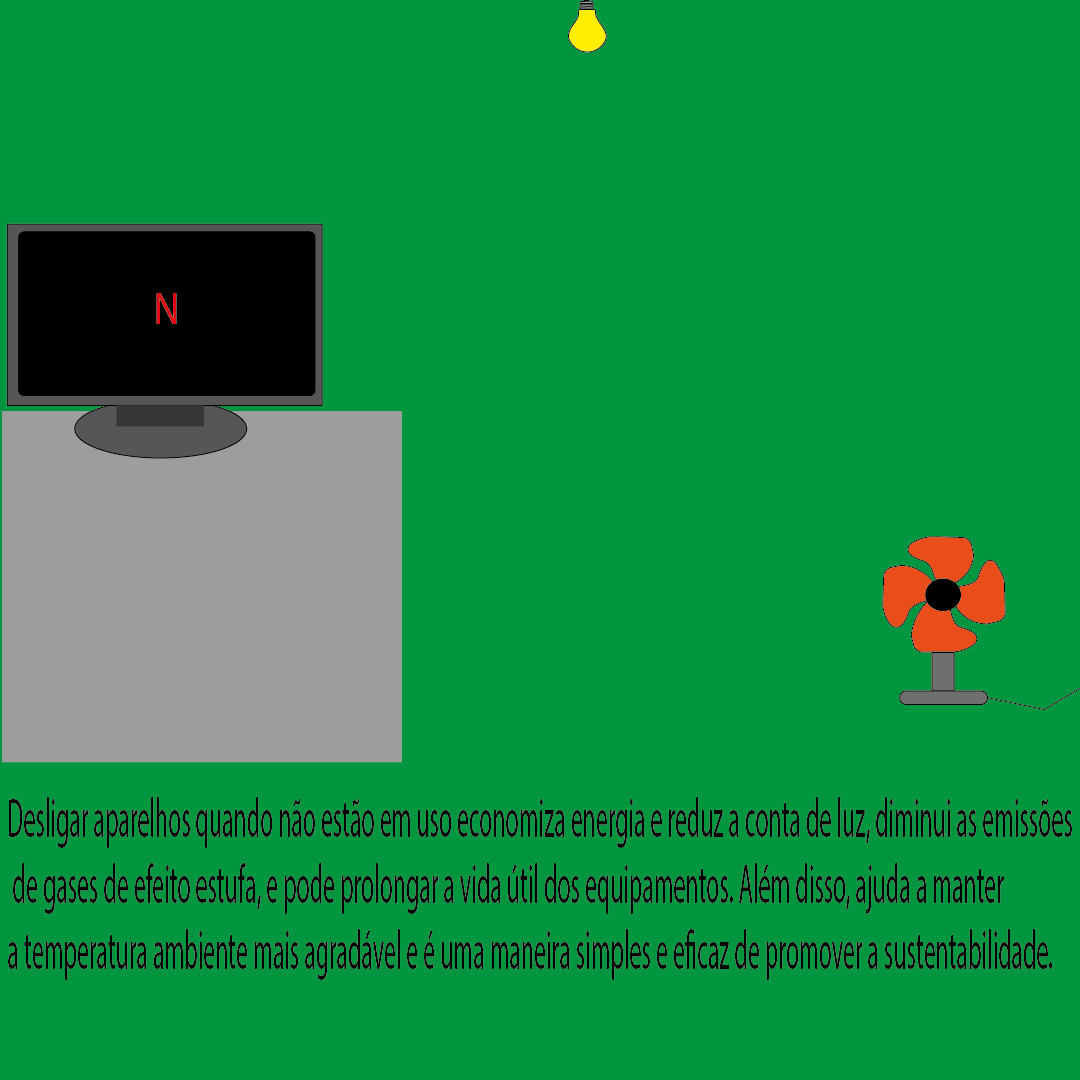 N
Desligar aparelhos quando não estão em uso economiza energia e reduz a conta de luz, diminui as emissões
de gases de efeito estufa, e pode prolongar a vida útil dos equipamentos. Além disso, ajuda a manter
a temperatura ambiente mais agradável e é uma maneira simples e eficaz de promover a sustentabilidade.